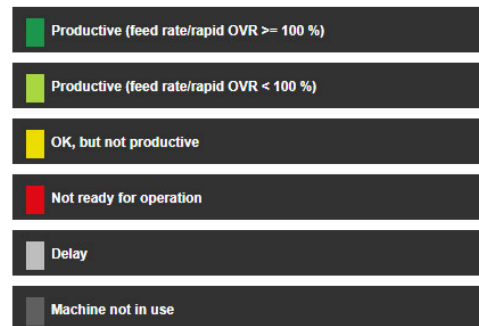 Productive (feed rate/rapid OVR >= 100 %)
Productive (feed rate/rapid OVR < 100 %)
OK, but not productive
Not ready for operation
Delay
Machine not in use